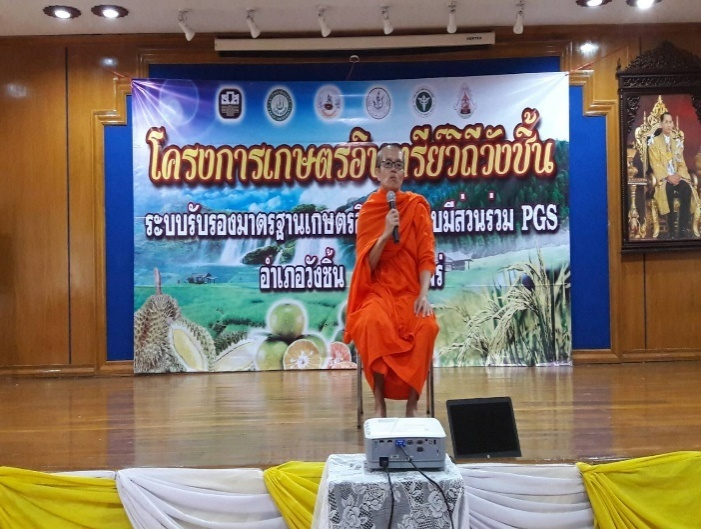 โครงการเกษตรอินทรีย์วิถีวังชิ้น
ระบบรับรองมาตรฐานเกษตร มีส่วนร่วม PGS
อำเภอวังชิ้น